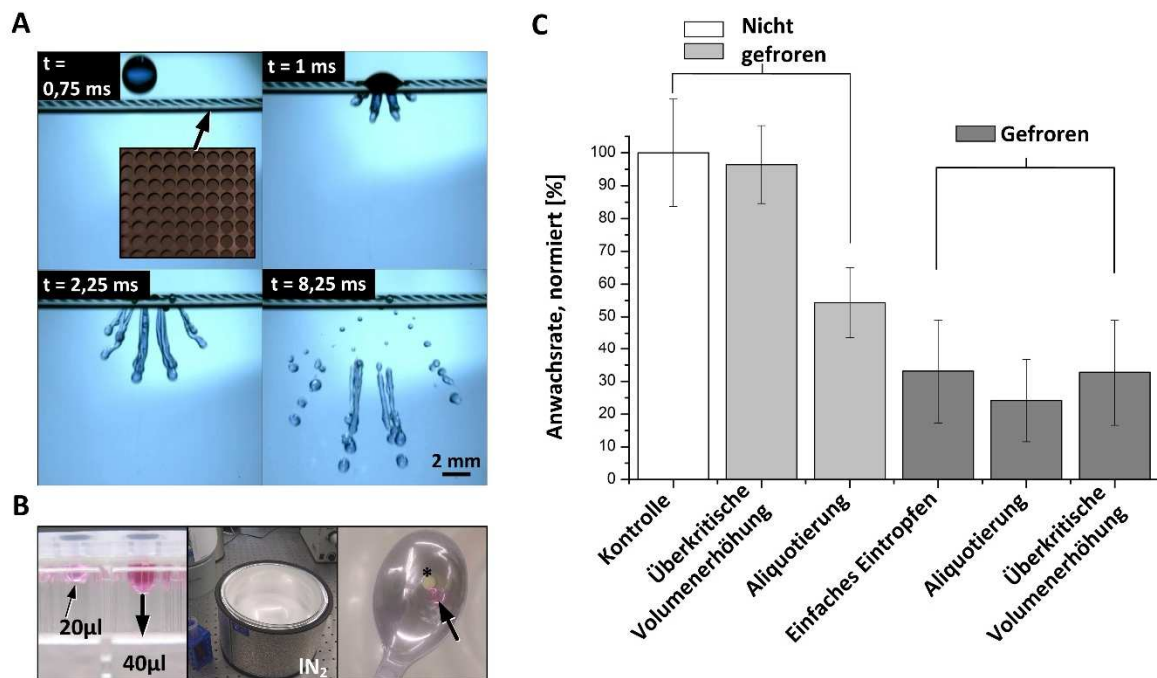 A
t =
0,75 ms
t = 1 ms
t = 2,25 ms
t = 8,25 ms
2 mm
B
20µl
40µl
lN2
*
C
Nicht
gefroren
Gefroren
Anwachsrate, normiert [%]
100
90
80
70
60
50
40
30
20
10
0
Kontrolle
Überkritische
Volumenerhöhung
Aliquotierung
Einfaches Eintropfen
Aliquotierung
Überkritische
Volumenerhöhung